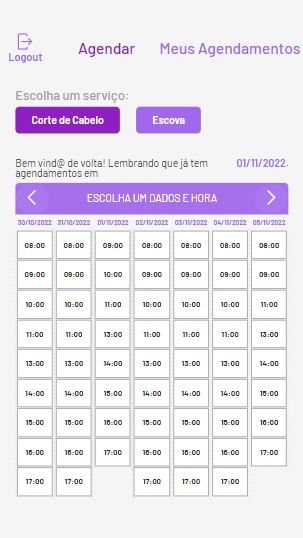 Logout
Agendar Meus Agendamentos
Escolha um serviço:
Corte de Cabelo Escova
Bem vind@ de volta! Lembrando que já tem 01/11/2022.
agendamentos em
ESCOLHA UM DADOS E HORA
30/10/2022 31/10/2022 01/11/2022 02/11/2022 03/11/2022 04/11/2022 05/11/2022
08:00 08:00 09:00 08:00 08:00 08:00 08:00
09:00 09:00 10:00 09:00 09:00 09:00 09:00
10:00 10:00 11:00 10:00 10:00 10:00 11:00
11:00 11:00 13:00 11:00 11:00 11:00 13:00
13:00 13:00 14:00 13:00 13:00 13:00 14:00
14:00 14:00 15:00 14:00 14:00 14:00 15:00
15:00 15:00 16:00 15:00 15:00 15:00 16:00
16:00 16:00 17:00 16:00 16:00 16:00 17:00
17:00 17:00 17:00 17:00 17:00